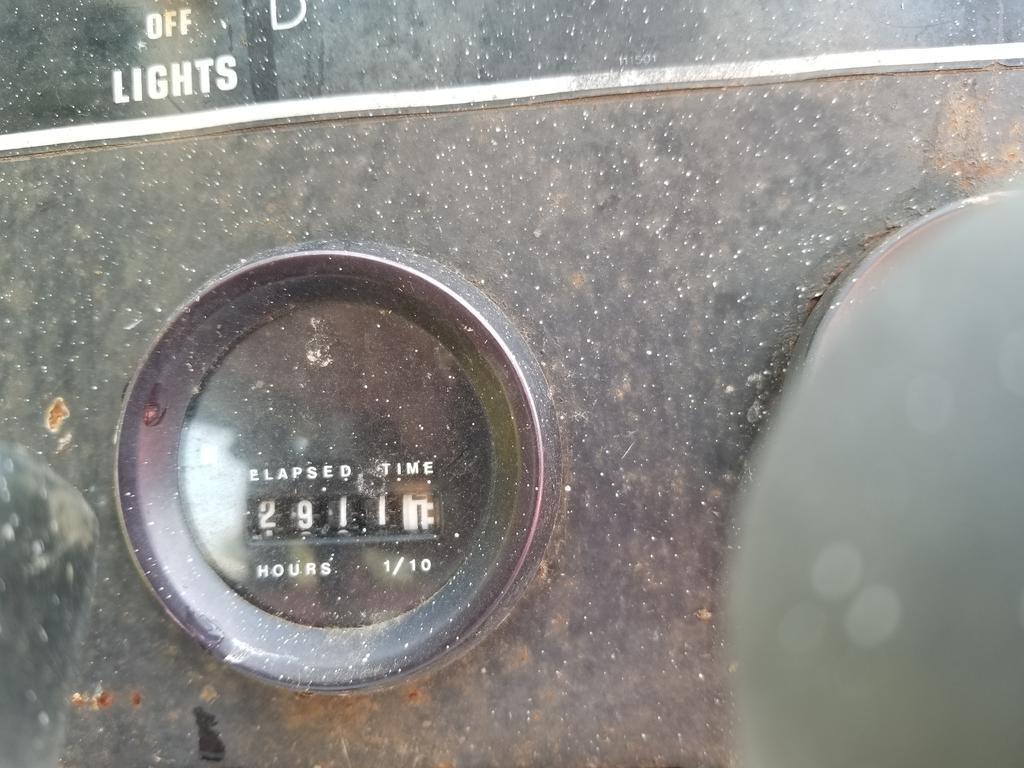 OFF
D
LIGHTS
ELAPSED TIME
2911
HOURS 1/10